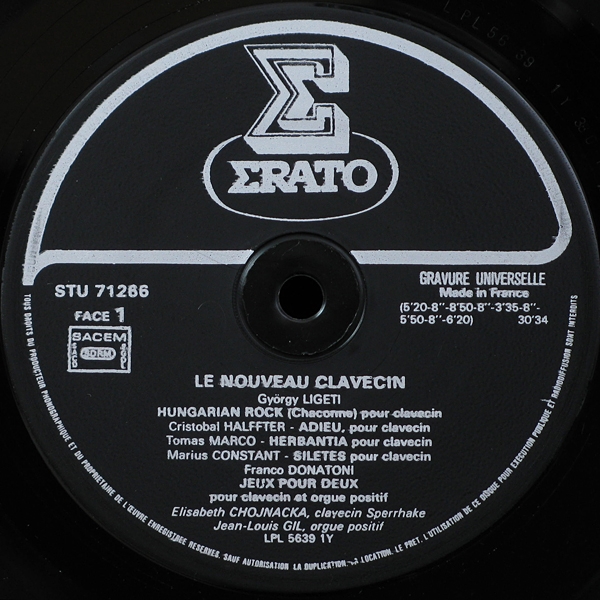 ΣRATO
STU 71266
FACE 1
SACEM
SDRM
GRAVURE UNIVERSELLE
Made in France
(5'20-8''-8'50-8''-3'35-8''-
5'50-8''-6'20) 30'34
LE NOUVEAU CLAVECIN
György LIGETI
HUNGARIAN ROCK (Chaconne) pour clavecin
Cristobal HALFFTER - ADIEU, pour clavecin
Tomas MARCO - HERBANTIA pour clavecin
Marius CONSTANT - SILETES pour clavecin
Franco DONATONI
JEUX POUR DEUX
pour clavecin et orgue positif
Elisabeth CHOJNACKA, clavecin Sperrhake
Jean-Louis GIL, orgue positif
LPL 5639 1Y
TOUS DROITS DU PRODUCTEUR PHONOGRAPHIQUE ET DU PROPRIETAIRE DE L'ŒUVRE ENREGISTREE RESERVES. SAUF AUTORISATION LA DUPLICATION, LA LOCATION, LE PRET, L'UTILISATION DE CE DISQUE POUR EXECUTION PUBLIQUE ET RADIODIFFUSION SONT INTERDITS